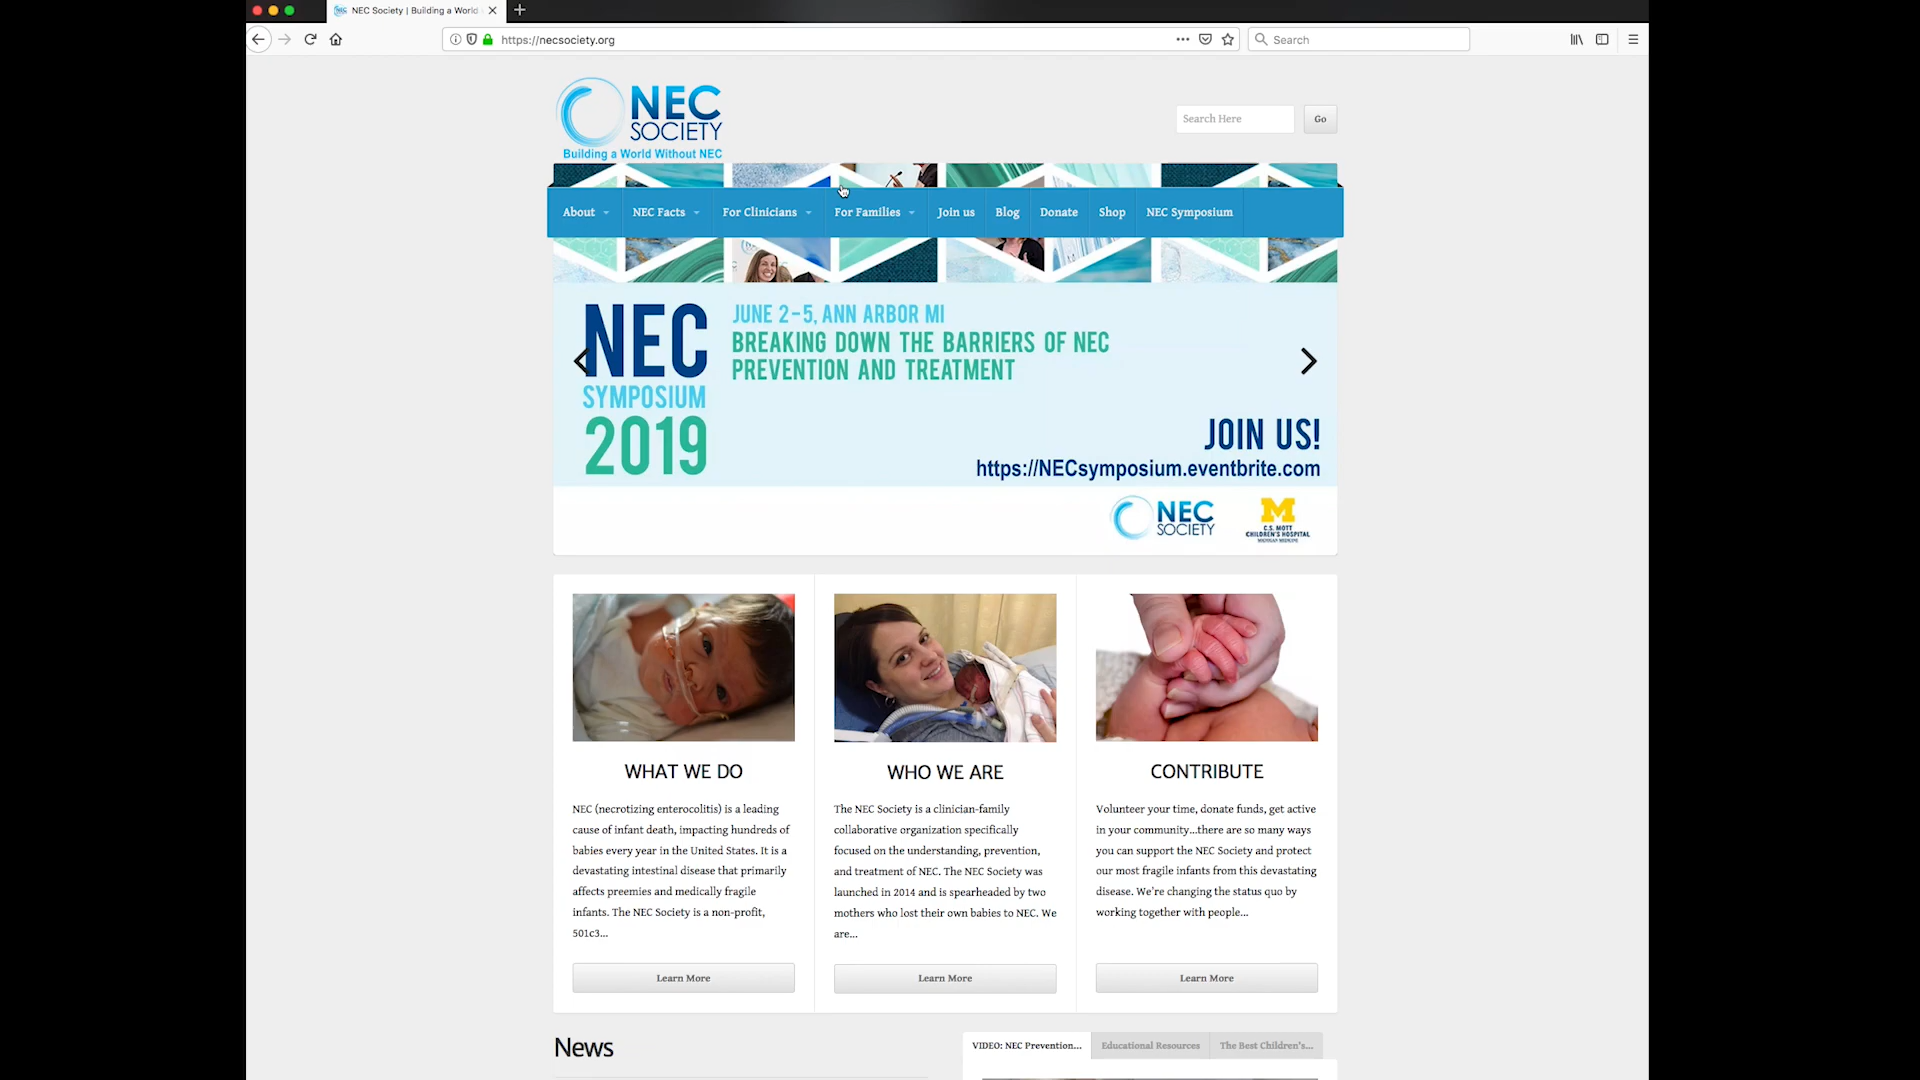 NEC Society | Building a World
https://necsociety.org
Search
NEC
SOCIETY
Building a World Without NEC
Search Here
Go
About
NEC Facts
For Clinicians
For Families
Join us
Blog
Donate
Shop
NEC Symposium
NEC
SYMPOSIUM
2019
JUNE 2-5, ANN ARBOR MI
BREAKING DOWN THE BARRIERS OF NEC
PREVENTION AND TREATMENT
JOIN US!
https://NECsymposium.eventbrite.com
NEC
SOCIETY
M
C.S. MOTT
CHILDREN'S HOSPITAL
MICHIGAN MEDICINE
WHAT WE DO
NEC (necrotizing enterocolitis) is a leading
cause of infant death, impacting hundreds of
babies every year in the United States. It is a
devastating intestinal disease that primarily
affects preemies and medically fragile
infants. The NEC Society is a non-profit,
501c3...
Learn More
WHO WE ARE
The NEC Society is a clinician-family
collaborative organization specifically
focused on the understanding, prevention,
and treatment of NEC. The NEC Society was
launched in 2014 and is spearheaded by two
mothers who lost their own babies to NEC. We
are...
Learn More
CONTRIBUTE
Volunteer your time, donate funds, get active
in your community...there are so many ways
you can support the NEC Society and protect
our most fragile infants from this devastating
disease. We're changing the status quo by
working together with people...
Learn More
News
VIDEO: NEC Prevention...
Educational Resources
The Best Children's...